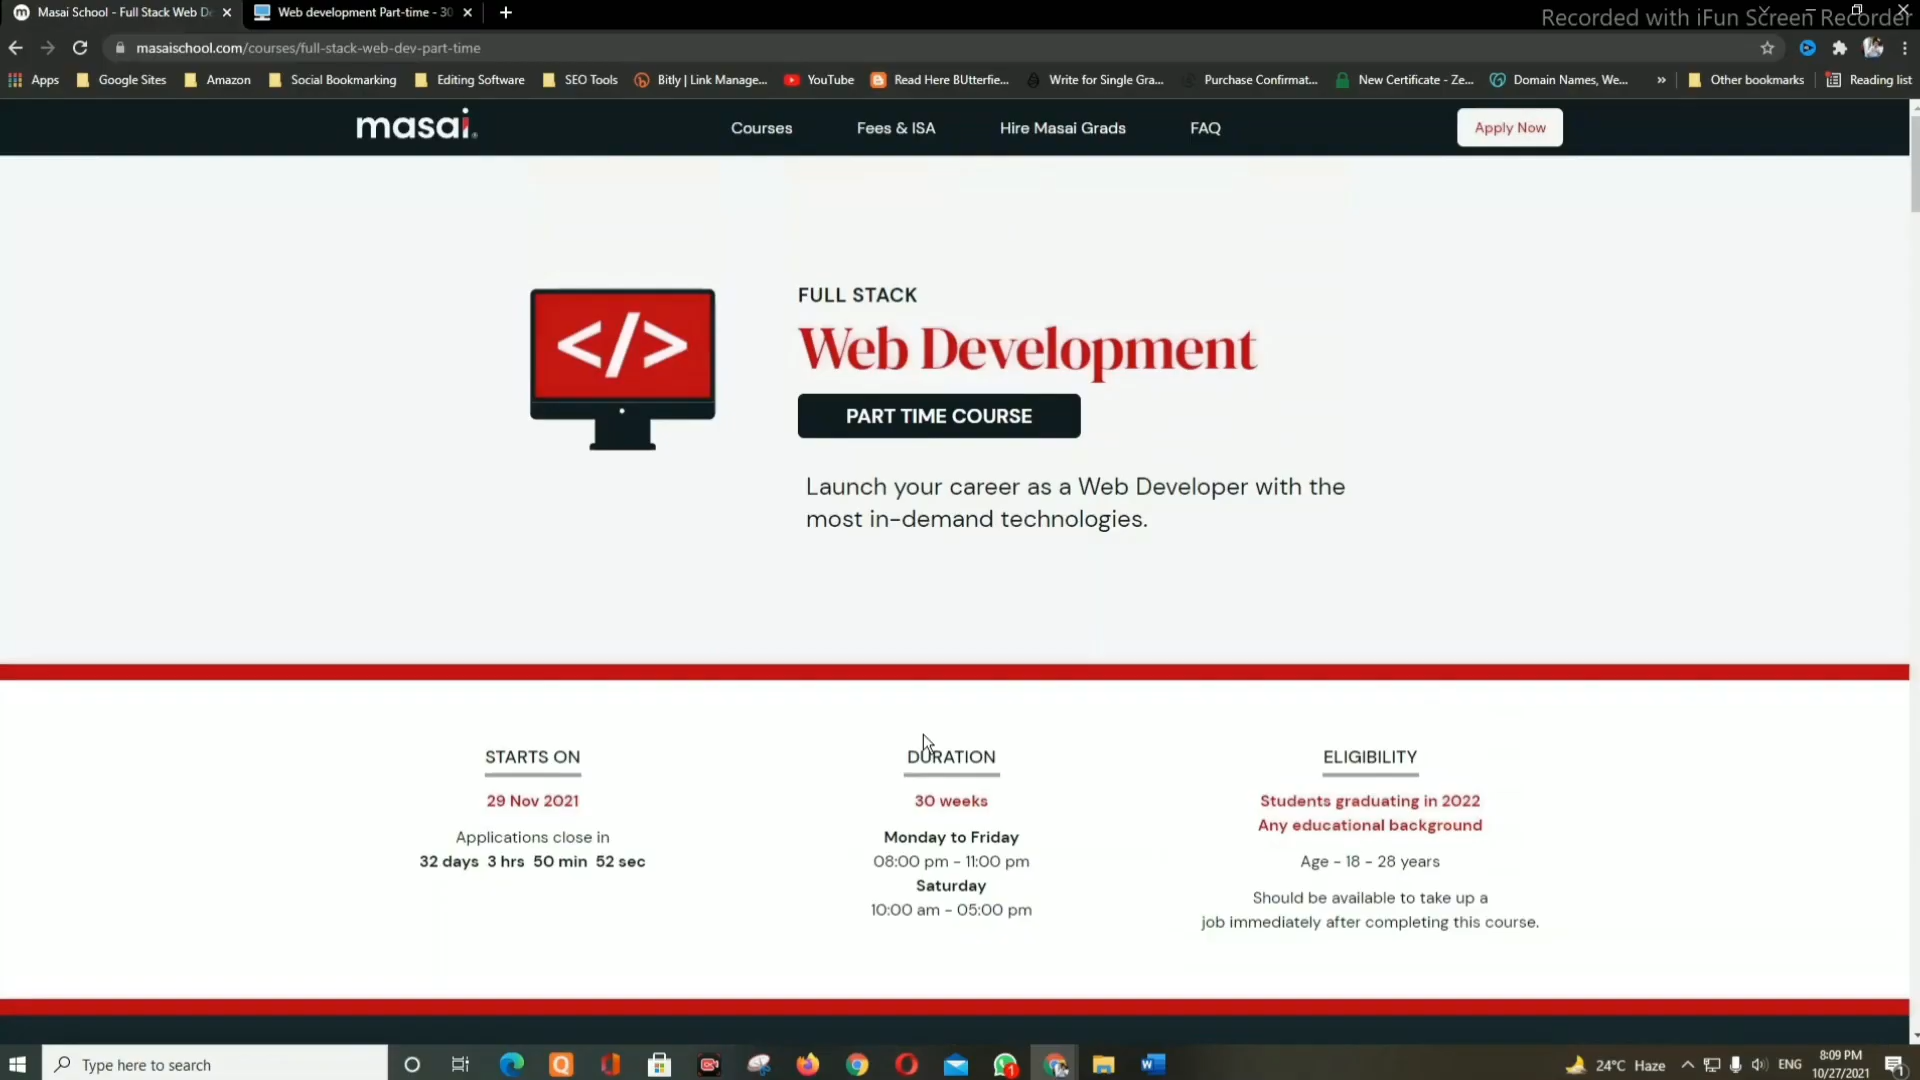 Recorded with iFun Screen Recorder
Masai School - Full Stack Web De
Web development Part-time - 30
masaischool.com/courses/full-stack-web-dev-part-time
Apps
Google Sites
Amazon
Social Bookmarking
Editing Software
SEO Tools
Bitly | Link Manage...
YouTube
Read Here BUtterfie...
Write for Single Gra...
Purchase Confirmat...
New Certificate - Ze...
Domain Names, We...
»
Other bookmarks
Reading list
masai.
Courses
Fees & ISA
Hire Masai Grads
FAQ
Apply Now
</>
FULL STACK
Web Development
PART TIME COURSE
Launch your career as a Web Developer with the
most in-demand technologies.
STARTS ON
29 Nov 2021
Applications close in
32 days 3 hrs 50 min 52 sec
DURATION
30 weeks
Monday to Friday
08:00 pm - 11:00 pm
Saturday
10:00 am - 05:00 pm
ELIGIBILITY
Students graduating in 2022
Any educational background
Age - 18 - 28 years
Should be available to take up a
job immediately after completing this course.
Type here to search
24°C Haze
ENG
8:09 PM
10/27/2021